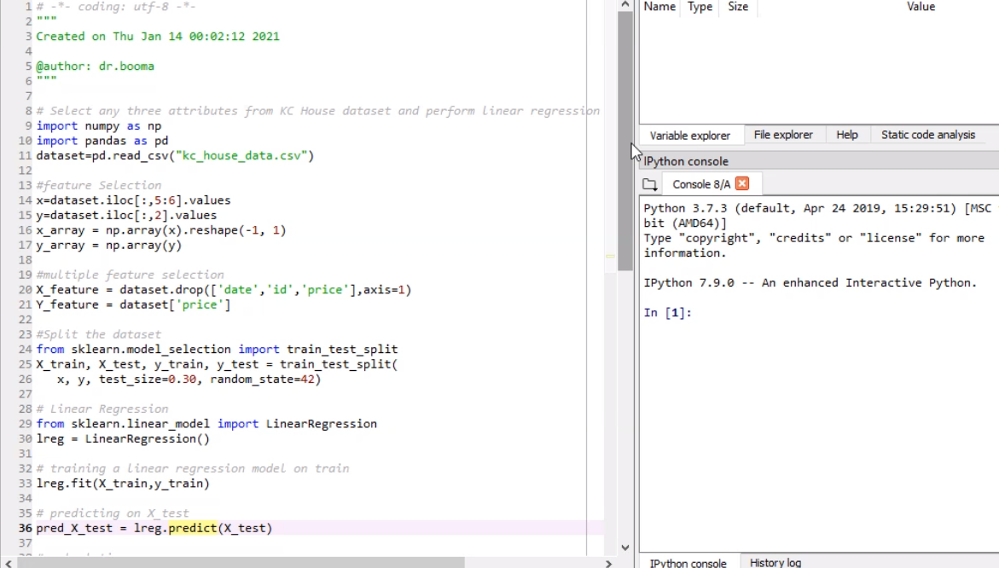 1 # -*- coding: utf-8 -*-
2 """
3 Created on Thu Jan 14 00:02:12 2021
4
5 @author: dr.booma
6 """
7
8 # Select any three attributes from KC House dataset and perform linear regression
9 import numpy as np
10 import pandas as pd
11 dataset=pd.read_csv("kc_house_data.csv")
12
13 #feature Selection
14 x=dataset.iloc[:,5:6].values
15 y=dataset.iloc[:,2].values
16 x_array = np.array(x).reshape(-1, 1)
17 y_array = np.array(y)
18
19 #multiple feature selection
20 X_feature = dataset.drop(['date','id','price'],axis=1)
21 Y_feature = dataset['price']
22
23 #Split the dataset
24 from sklearn.model_selection import train_test_split
25 X_train, X_test, y_train, y_test = train_test_split(
26 x, y, test_size=0.30, random_state=42)
27
28 # Linear Regression
29 from sklearn.linear_model import LinearRegression
30 lreg = LinearRegression()
31
32 # training a linear regression model on train
33 lreg.fit(X_train,y_train)
34
35 # predicting on X_test
36 pred_X_test = lreg.predict(X_test)
37
Name Type Size Value
Variable explorer File explorer Help Static code analysis
IPython console
Console 8/A
Python 3.7.3 (default, Apr 24 2019, 15:29:51) [MSC
bit (AMD64)]
Type "copyright", "credits" or "license" for more
information.
IPython 7.9.0 -- An enhanced Interactive Python.
In [1]:
IPython console History log